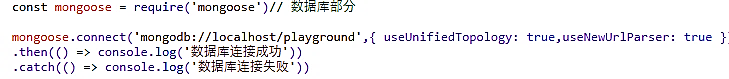 const mongoose = require('mongoose')// 数据库部分
mongoose.connect('mongodb://localhost/playground',{ useUnifiedTopology: true,useNewUrlParser: true }
.then(() => console.log('数据库连接成功'))
.catch(() => console.log('数据库连接失败'))